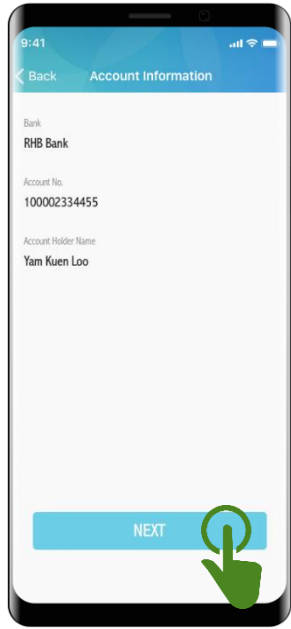 9:41
Back Account Information
Bank
RHB Bank
Account No.
100002334455
Account Holder Name
Yam Kuen Loo
NEXT